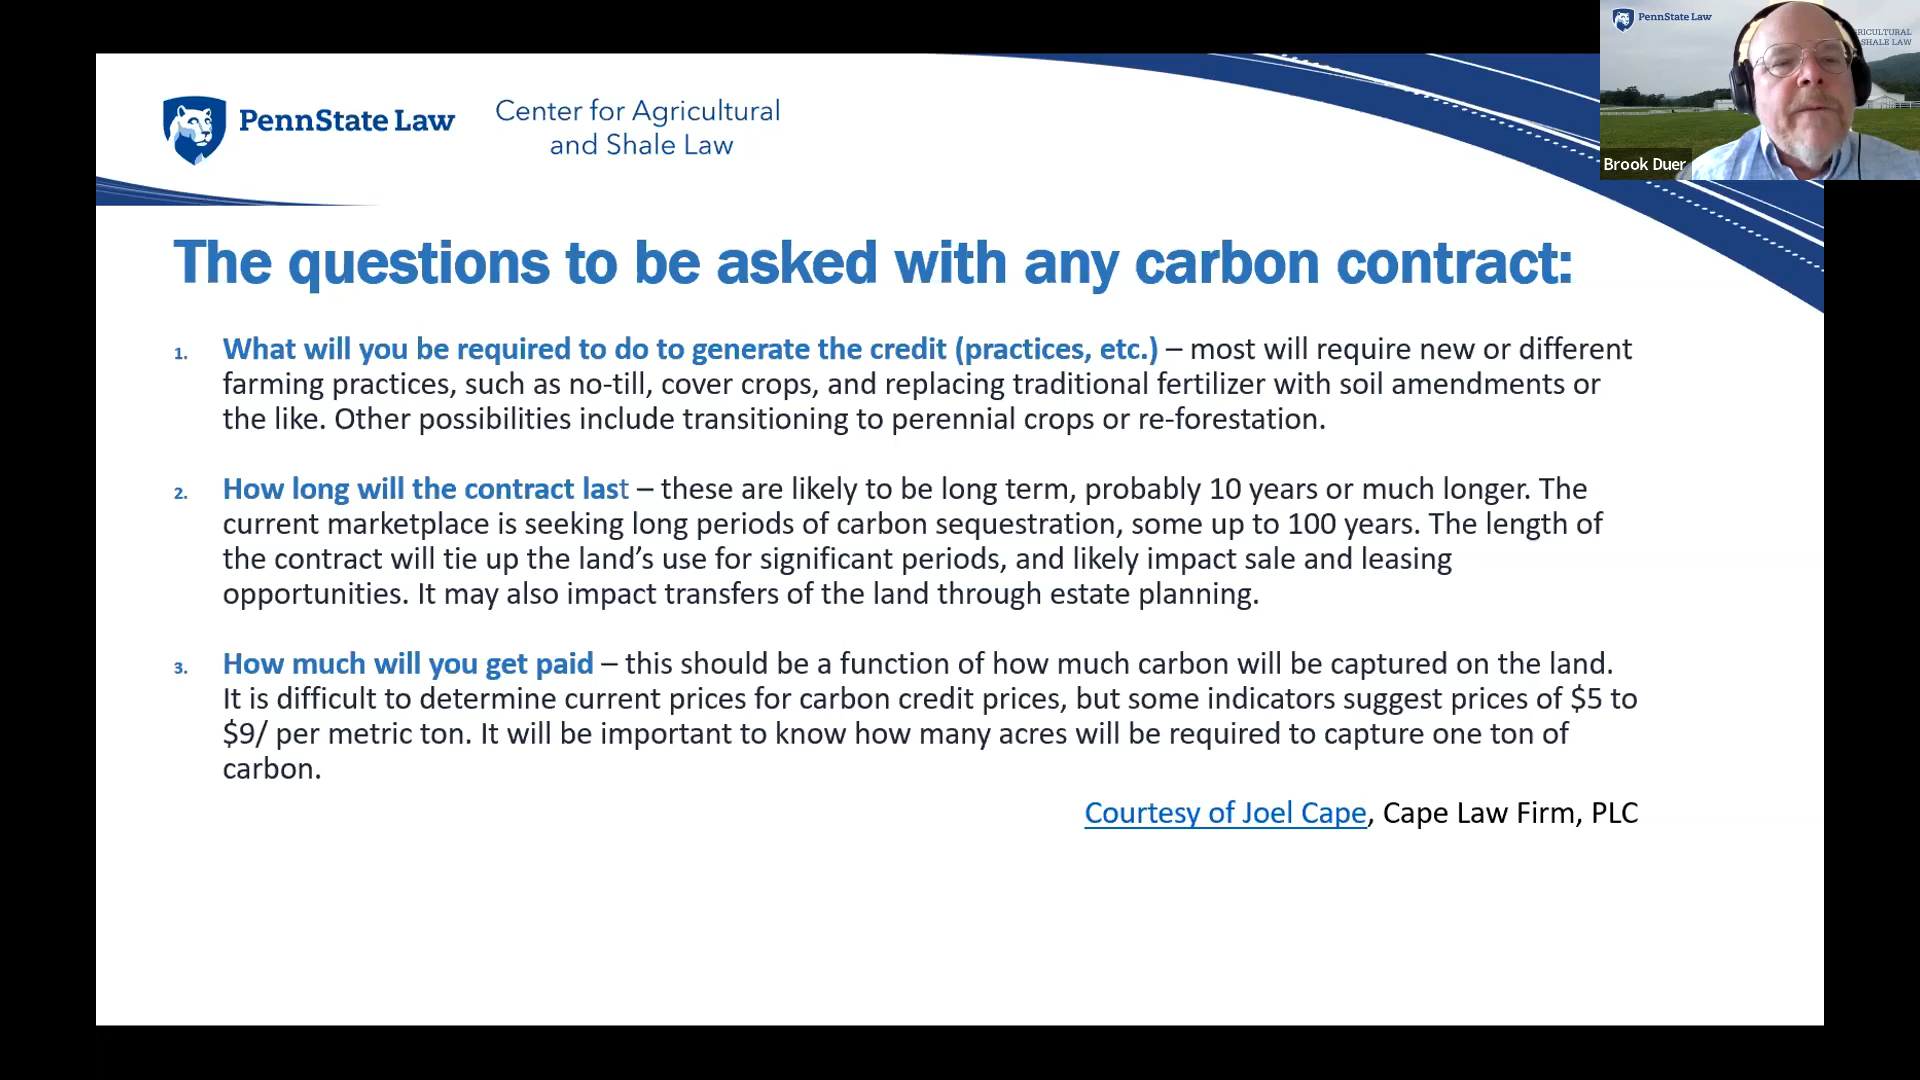 PennState Law
Center for Agricultural
and Shale Law
PennState Law
RICULTURAL
SHALE LAW
Brook Duer
The questions to be asked with any carbon contract:
1. What will you be required to do to generate the credit (practices, etc.) – most will require new or different
farming practices, such as no-till, cover crops, and replacing traditional fertilizer with soil amendments or
the like. Other possibilities include transitioning to perennial crops or re-forestation.
2. How long will the contract last – these are likely to be long term, probably 10 years or much longer. The
current marketplace is seeking long periods of carbon sequestration, some up to 100 years. The length of
the contract will tie up the land’s use for significant periods, and likely impact sale and leasing
opportunities. It may also impact transfers of the land through estate planning.
3. How much will you get paid – this should be a function of how much carbon will be captured on the land.
It is difficult to determine current prices for carbon credit prices, but some indicators suggest prices of $5 to
$9/ per metric ton. It will be important to know how many acres will be required to capture one ton of
carbon.
Courtesy of Joel Cape, Cape Law Firm, PLC